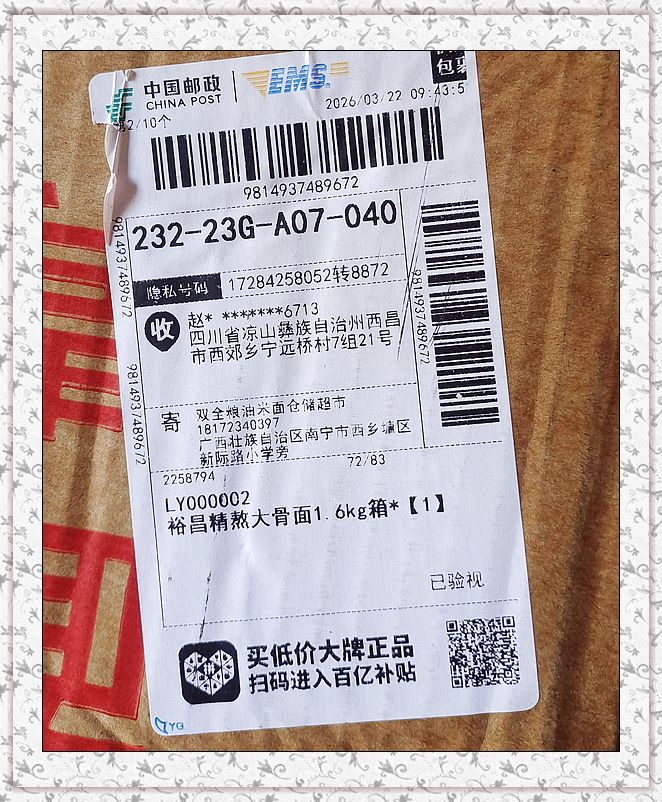 中国邮政
CHINA POST
EMS
包裹
2026/03/22 09:43:5
第2/10个
9814937489672
232-23G-A07-040
隐私号码
17284258052转8872
收
赵* *******6713
四川省凉山彝族自治州西昌
市西郊乡宁远桥村7组21号
9814937489672
9814937489672
9814937489672
寄
双全粮油米面仓储超市
18172340397
广西壮族自治区南宁市西乡塘区
新际路小学旁
2258794
72/83
LY000002
裕昌精熬大骨面1.6kg箱*【1】
已验视
买低价大牌正品
扫码进入百亿补贴
YG